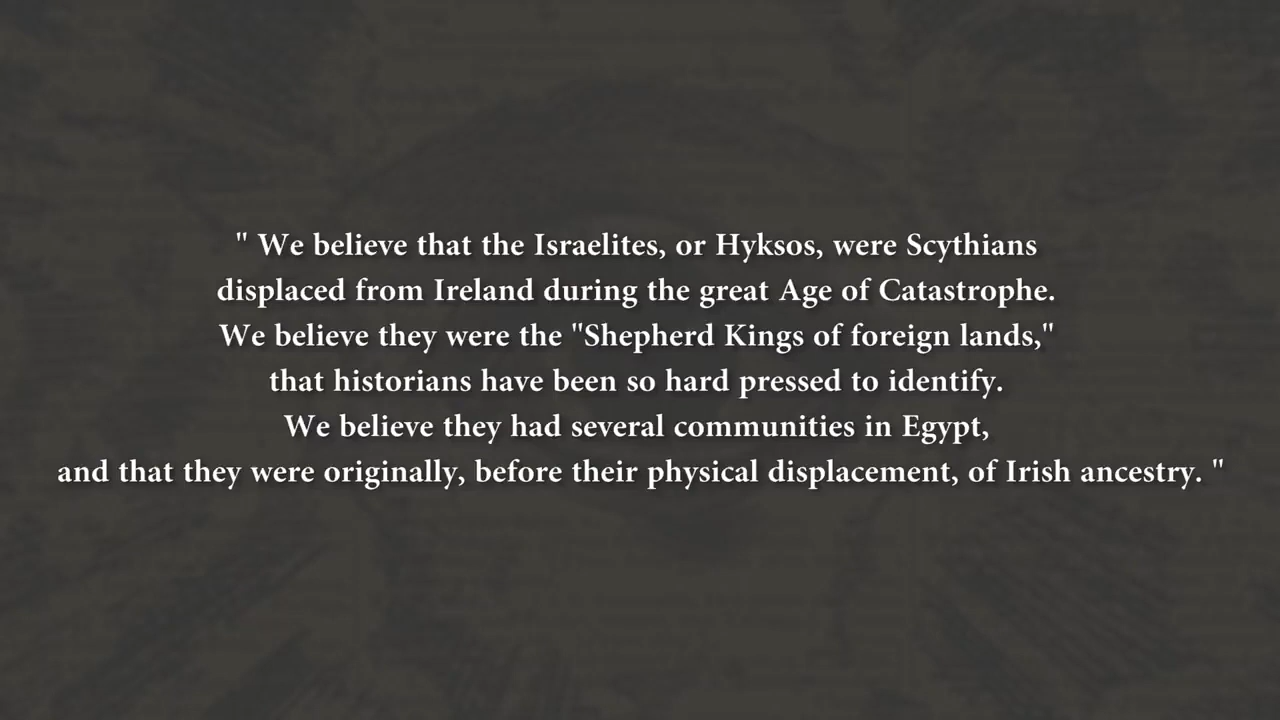 " We believe that the Israelites, or Hyksos, were Scythians
displaced from Ireland during the great Age of Catastrophe.
We believe they were the "Shepherd Kings of foreign lands,"
that historians have been so hard pressed to identify.
We believe they had several communities in Egypt,
and that they were originally, before their physical displacement, of Irish ancestry. "